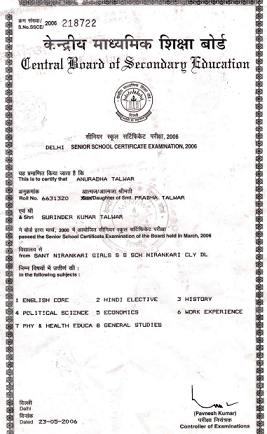 क्रम संख्या/ 2006 218722
S.No.SSCE/
केन्द्रीय माध्यमिक शिक्षा बोर्ड
Central Board of Secondary Education
सीनियर स्कूल सर्टिफिकेट परीक्षा, 2006
DELHI SENIOR SCHOOL CERTIFICATE EXAMINATION, 2006
यह प्रमाणित किया जाता है कि
This is to certify that ANURADHA TALWAR
अनुक्रमांक आत्मज/आत्मजा श्रीमती
Roll No. 6631320 Son/Daughter of Smt. PRABHA TALWAR
एवं श्री
& Shri SURINDER KUMAR TALWAR
ने बोर्ड द्वारा मार्च, 2006 में आयोजित सीनियर स्कूल सर्टिफिकेट परीक्षा
passed the Senior School Certificate Examination of the Board held in March, 2006
विद्यालय से
from SANT NIRANKARI GIRLS S S SCH NIRANKARI CLY DL
निम्न विषयों में उत्तीर्ण की।
in the following subjects :
1 ENGLISH CORE 2 HINDI ELECTIVE 3 HISTORY
4 POLITICAL SCIENCE 5 ECONOMICS 6 WORK EXPERIENCE
7 PHY & HEALTH EDUCA 8 GENERAL STUDIES
दिल्ली
Delhi
दिनांक
Dated 23-05-2006
(Pavnesh Kumar)
परीक्षा नियंत्रक
Controller of Examinations